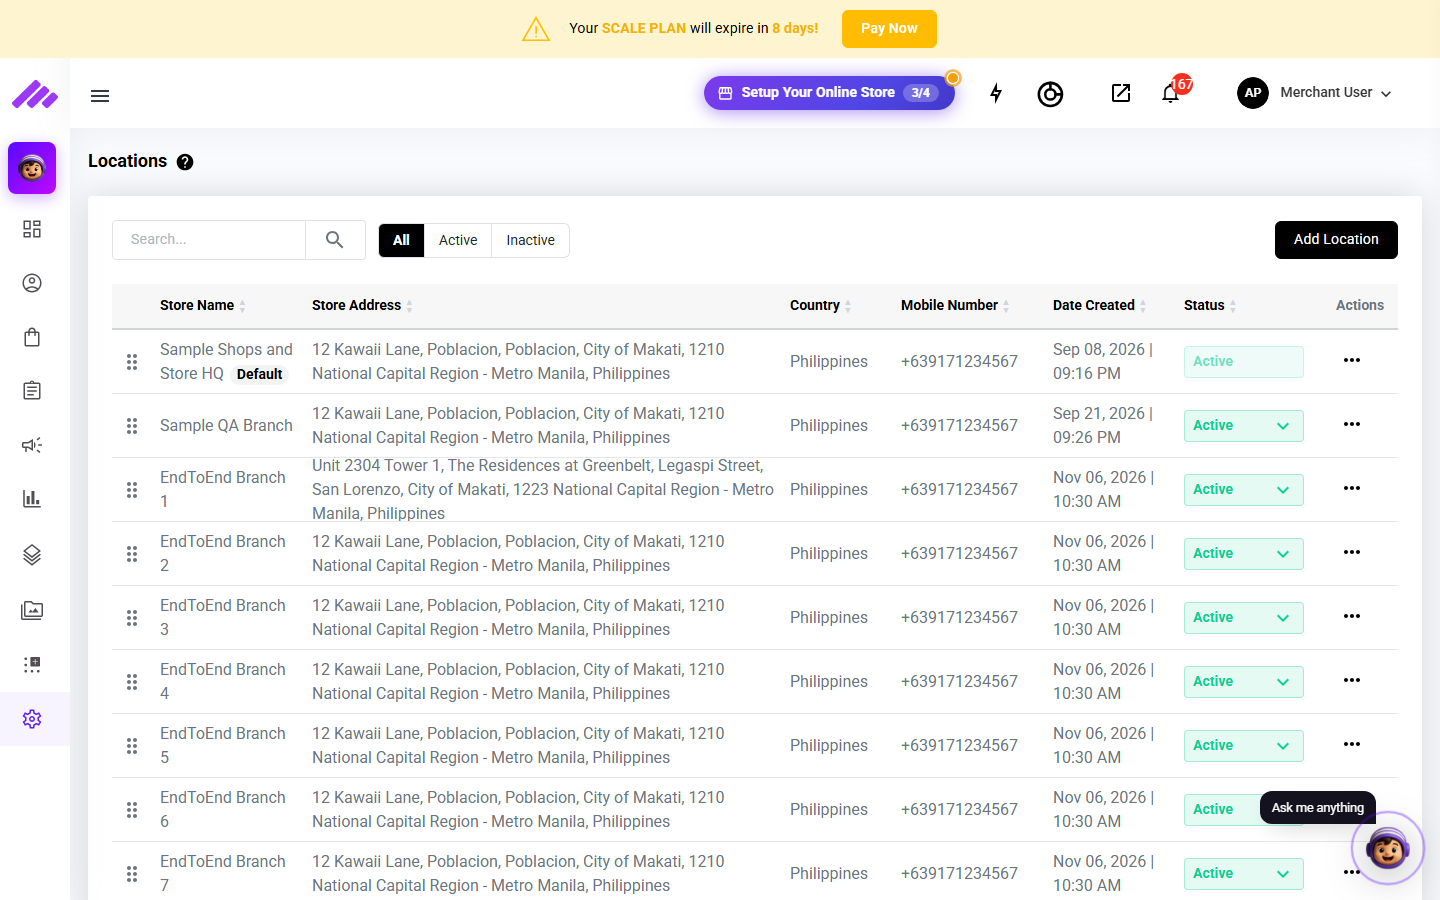 Your SCALE PLAN will expire in 8 days!
Pay Now
Setup Your Online Store 3/4
167
AP
Merchant User
Locations ?
Search...
All
Active
Inactive
Add Location
Store Name
Store Address
Country
Mobile Number
Date Created
Status
Actions
Sample Shops and
Store HQ Default
12 Kawaii Lane, Poblacion, Poblacion, City of Makati, 1210
National Capital Region - Metro Manila, Philippines
Philippines
+639171234567
Sep 08, 2026 |
09:16 PM
Active
Sample QA Branch
12 Kawaii Lane, Poblacion, Poblacion, City of Makati, 1210
National Capital Region - Metro Manila, Philippines
Philippines
+639171234567
Sep 21, 2026 |
09:26 PM
Active
EndToEnd Branch
1
Unit 2304 Tower 1, The Residences at Greenbelt, Legaspi Street,
San Lorenzo, City of Makati, 1223 National Capital Region - Metro
Manila, Philippines
Philippines
+639171234567
Nov 06, 2026 |
10:30 AM
Active
EndToEnd Branch
2
12 Kawaii Lane, Poblacion, Poblacion, City of Makati, 1210
National Capital Region - Metro Manila, Philippines
Philippines
+639171234567
Nov 06, 2026 |
10:30 AM
Active
EndToEnd Branch
3
12 Kawaii Lane, Poblacion, Poblacion, City of Makati, 1210
National Capital Region - Metro Manila, Philippines
Philippines
+639171234567
Nov 06, 2026 |
10:30 AM
Active
EndToEnd Branch
4
12 Kawaii Lane, Poblacion, Poblacion, City of Makati, 1210
National Capital Region - Metro Manila, Philippines
Philippines
+639171234567
Nov 06, 2026 |
10:30 AM
Active
EndToEnd Branch
5
12 Kawaii Lane, Poblacion, Poblacion, City of Makati, 1210
National Capital Region - Metro Manila, Philippines
Philippines
+639171234567
Nov 06, 2026 |
10:30 AM
Active
EndToEnd Branch
6
12 Kawaii Lane, Poblacion, Poblacion, City of Makati, 1210
National Capital Region - Metro Manila, Philippines
Philippines
+639171234567
Nov 06, 2026 |
10:30 AM
Active
Ask me anything
EndToEnd Branch
7
12 Kawaii Lane, Poblacion, Poblacion, City of Makati, 1210
National Capital Region - Metro Manila, Philippines
Philippines
+639171234567
Nov 06, 2026 |
10:30 AM
Active